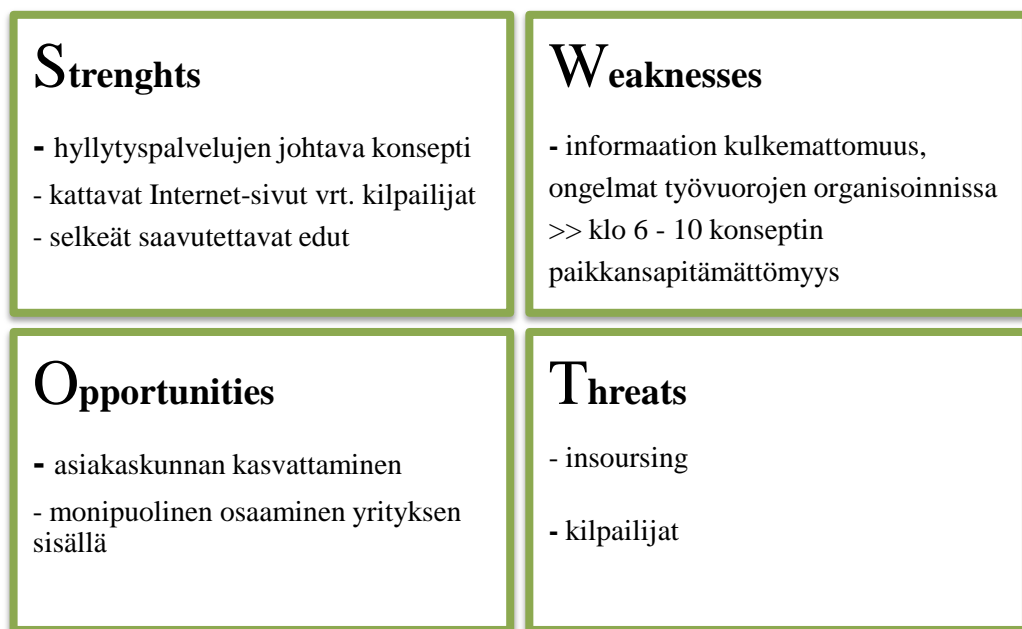 Strenghts
- hyllytyspalvelujen johtava konsepti
- kattavat Internet-sivut vrt. kilpailijat
- selkeät saavutettavat edut
Weaknesses
- informaation kulkemattomuus,
ongelmat työvuorojen organisoinnissa
>> klo 6 - 10 konseptin
paikkansapitämättömyys
Opportunities
- asiakaskunnan kasvattaminen
- monipuolinen osaaminen yrityksen
sisällä
Threats
- insoursing
- kilpailijat